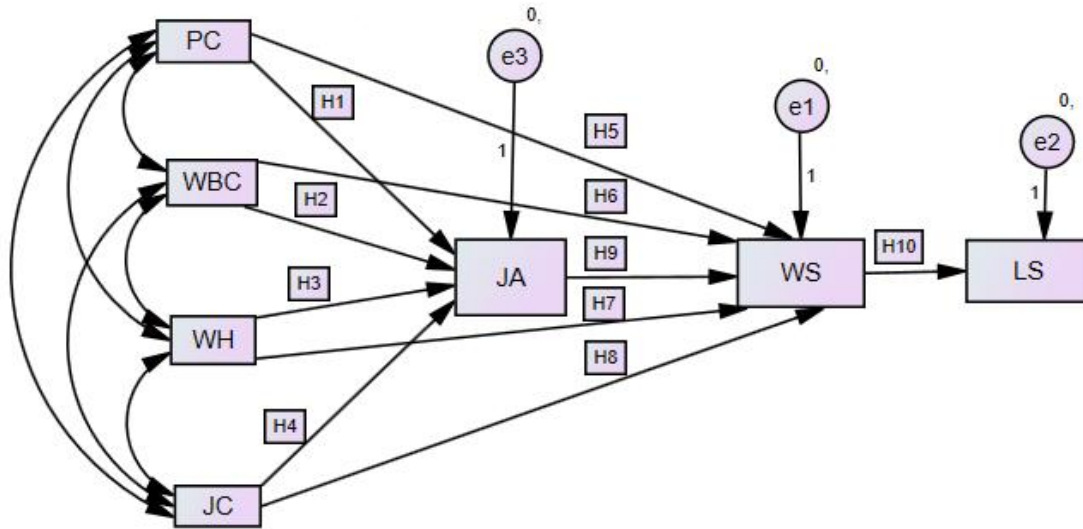 0,
PC
e3
0,
H1
0,
H5
e1
e2
1
WBC
H2
H6
1
1
H9
H10
JA
WS
LS
H3
H7
WH
H8
H4
JC